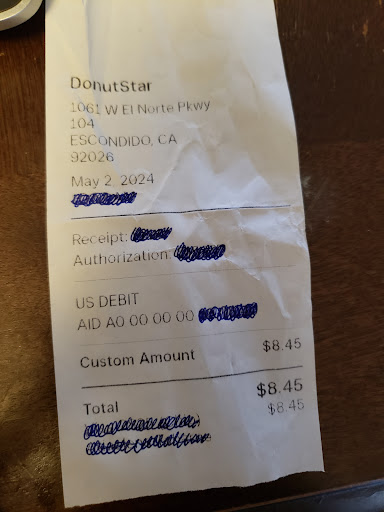 DonutStar
1061 W El Norte Pkwy
104
ESCONDIDO, CA
92026
May 2, 2024
Receipt:
Authorization:
US DEBIT
AID A0 00 00 00
Custom Amount $8.45
Total $8.45
$8.45